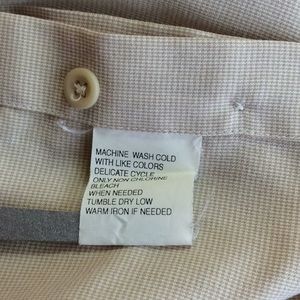 MACHINE WASH COLD
WITH LIKE COLORS
DELICATE CYCLE
ONLY NON CHLORINE
BLEACH
WHEN NEEDED
TUMBLE DRY LOW
WARM IRON IF NEEDED